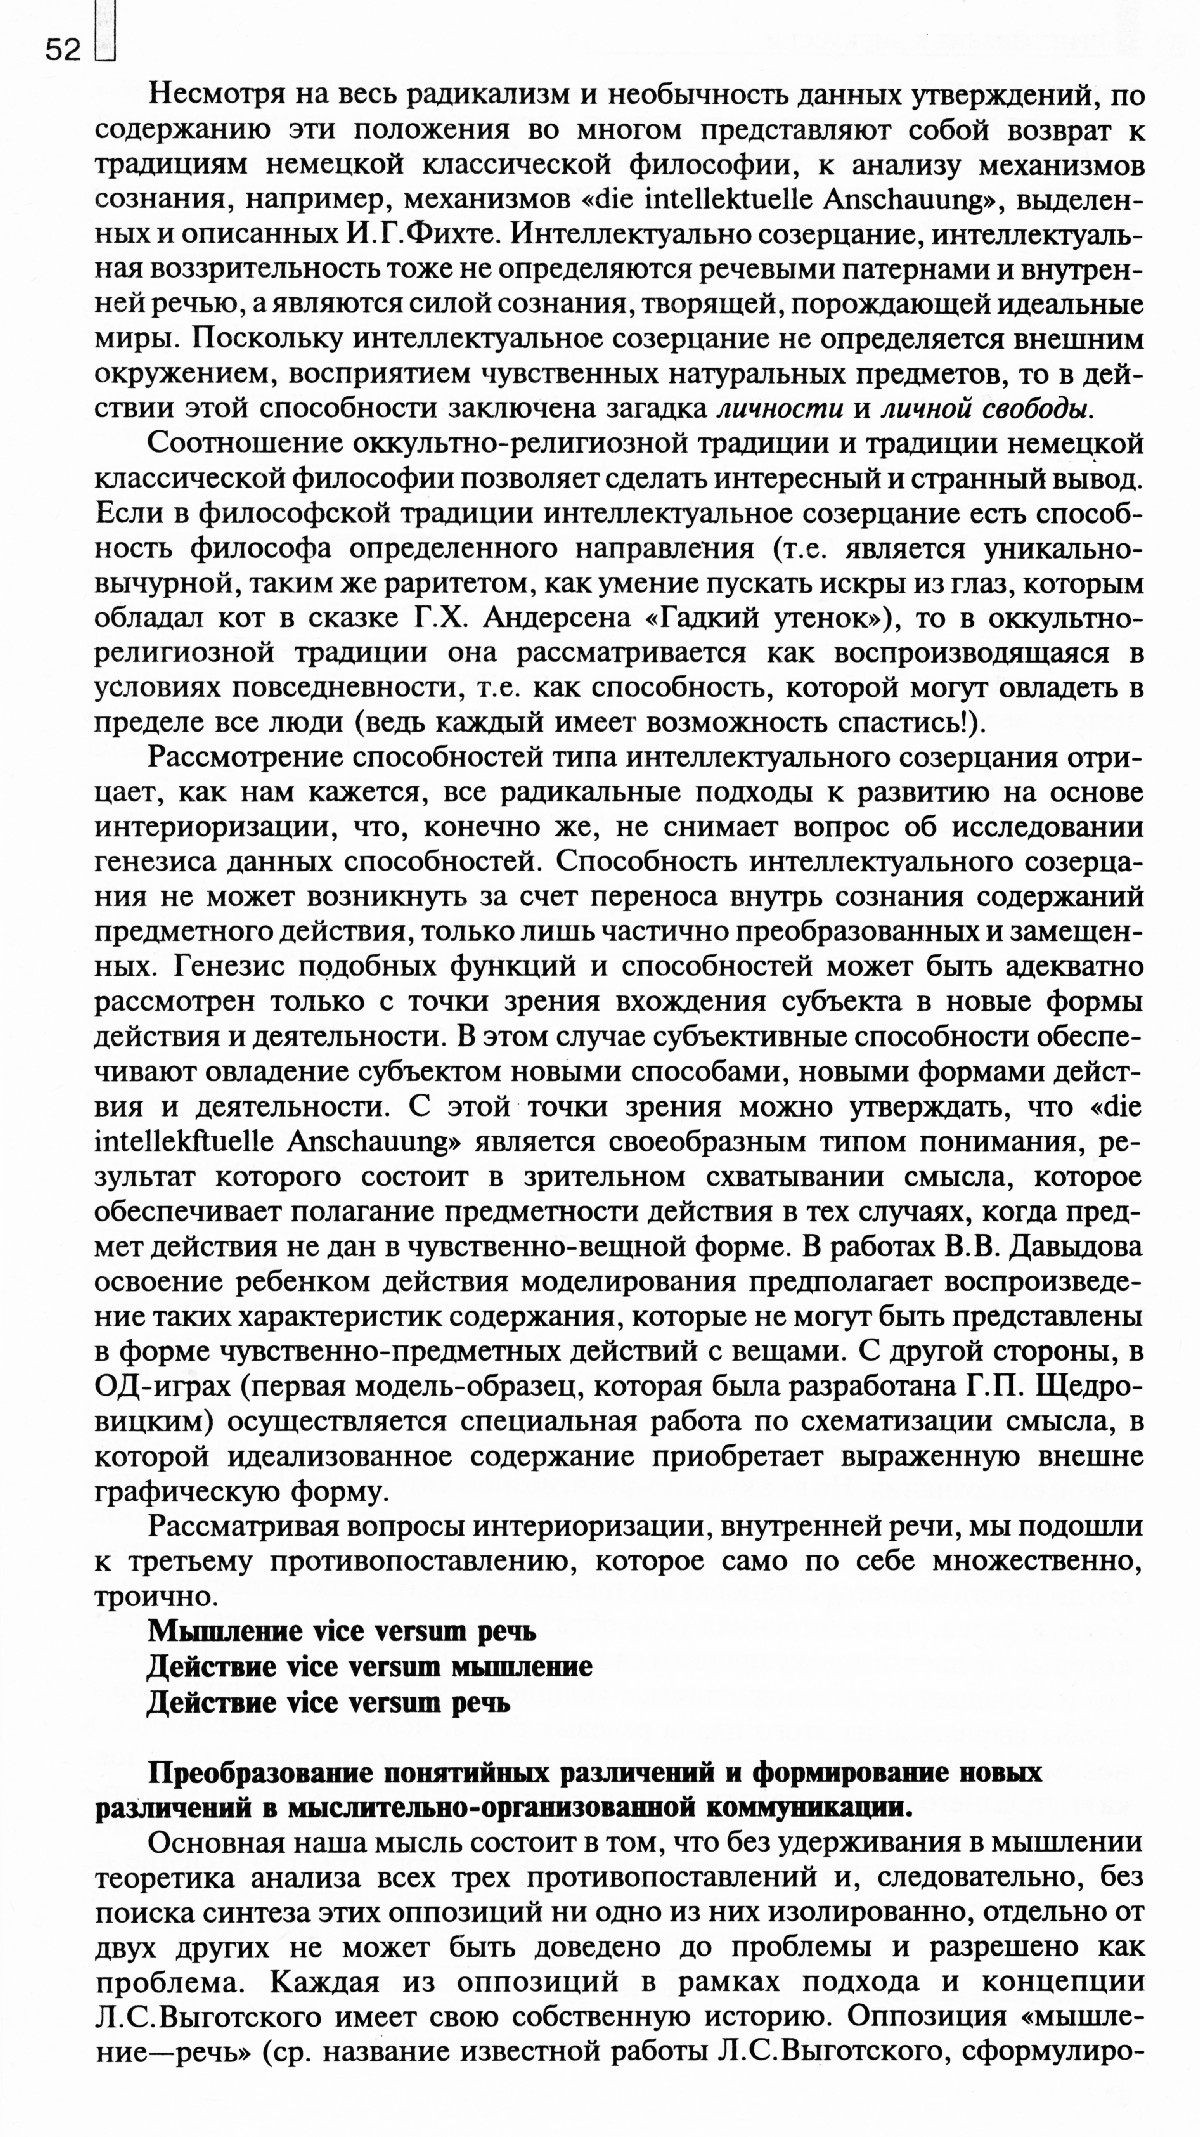 52
Несмотря на весь радикализм и необычность данных утверждений, по
содержанию эти положения во многом представляют собой возврат к
традициям немецкой классической философии, к анализу механизмов
сознания, например, механизмов «die intellektuelle Anschauung», выделен-
ных и описанных И.Г.Фихте. Интеллектуально созерцание, интеллектуаль-
ная воззрительность тоже не определяются речевыми патернами и внутрен-
ней речью, а являются силой сознания, творящей, порождающей идеальные
миры. Поскольку интеллектуальное созерцание не определяется внешним
окружением, восприятием чувственных натуральных предметов, то в дей-
ствии этой способности заключена загадка личности и личной свободы.
Соотношение оккультно-религиозной традиции и традиции немецкой
классической философии позволяет сделать интересный и странный вывод.
Если в философской традиции интеллектуальное созерцание есть способ-
ность философа определенного направления (т.е. является уникально-
вычурной, таким же раритетом, как умение пускать искры из глаз, которым
обладал кот в сказке Г.Х. Андерсена «Гадкий утенок»), то в оккультно-
религиозной традиции она рассматривается как воспроизводящаяся в
условиях повседневности, т.е. как способность, которой могут овладеть в
пределе все люди (ведь каждый имеет возможность спастись!).
Рассмотрение способностей типа интеллектуального созерцания отри-
цает, как нам кажется, все радикальные подходы к развитию на основе
интериоризации, что, конечно же, не снимает вопрос об исследовании
генезиса данных способностей. Способность интеллектуального созерца-
ния не может возникнуть за счет переноса внутрь сознания содержаний
предметного действия, только лишь частично преобразованных и замещен-
ных. Генезис подобных функций и способностей может быть адекватно
рассмотрен только с точки зрения вхождения субъекта в новые формы
действия и деятельности. В этом случае субъективные способности обеспе-
чивают овладение субъектом новыми способами, новыми формами дейст-
вия и деятельности. С этой точки зрения можно утверждать, что «die
intellekftuelle Anschauung» является своеобразным типом понимания, ре-
зультат которого состоит в зрительном схватывании смысла, которое
обеспечивает полагание предметности действия в тех случаях, когда пред-
мет действия не дан в чувственно-вещной форме. В работах В.В. Давыдова
освоение ребенком действия моделирования предполагает воспроизведе-
ние таких характеристик содержания, которые не могут быть представлены
в форме чувственно-предметных действий с вещами. С другой стороны, в
ОД-играх (первая модель-образец, которая была разработана Г.П. Щедро-
вицким) осуществляется специальная работа по схематизации смысла, в
которой идеализованное содержание приобретает выраженную внешне
графическую форму.
Рассматривая вопросы интериоризации, внутренней речи, мы подошли
к третьему противопоставлению, которое само по себе множественно,
троично.
Мышление vice versum речь
Действие vice versum мышление
Действие vice versum речь
Преобразование понятийных различений и формирование новых
различений в мыслительно-организованной коммуникации.
Основная наша мысль состоит в том, что без удерживания в мышлении
теоретика анализа всех трех противопоставлений и, следовательно, без
поиска синтеза этих оппозиций ни одно из них изолированно, отдельно от
двух других не может быть доведено до проблемы и разрешено как
проблема. Каждая из оппозиций в рамках подхода и концепции
Л.С.Выготского имеет свою собственную историю. Оппозиция «мышле-
ние—речь» (ср. название известной работы Л.С.Выготского, сформулиро-